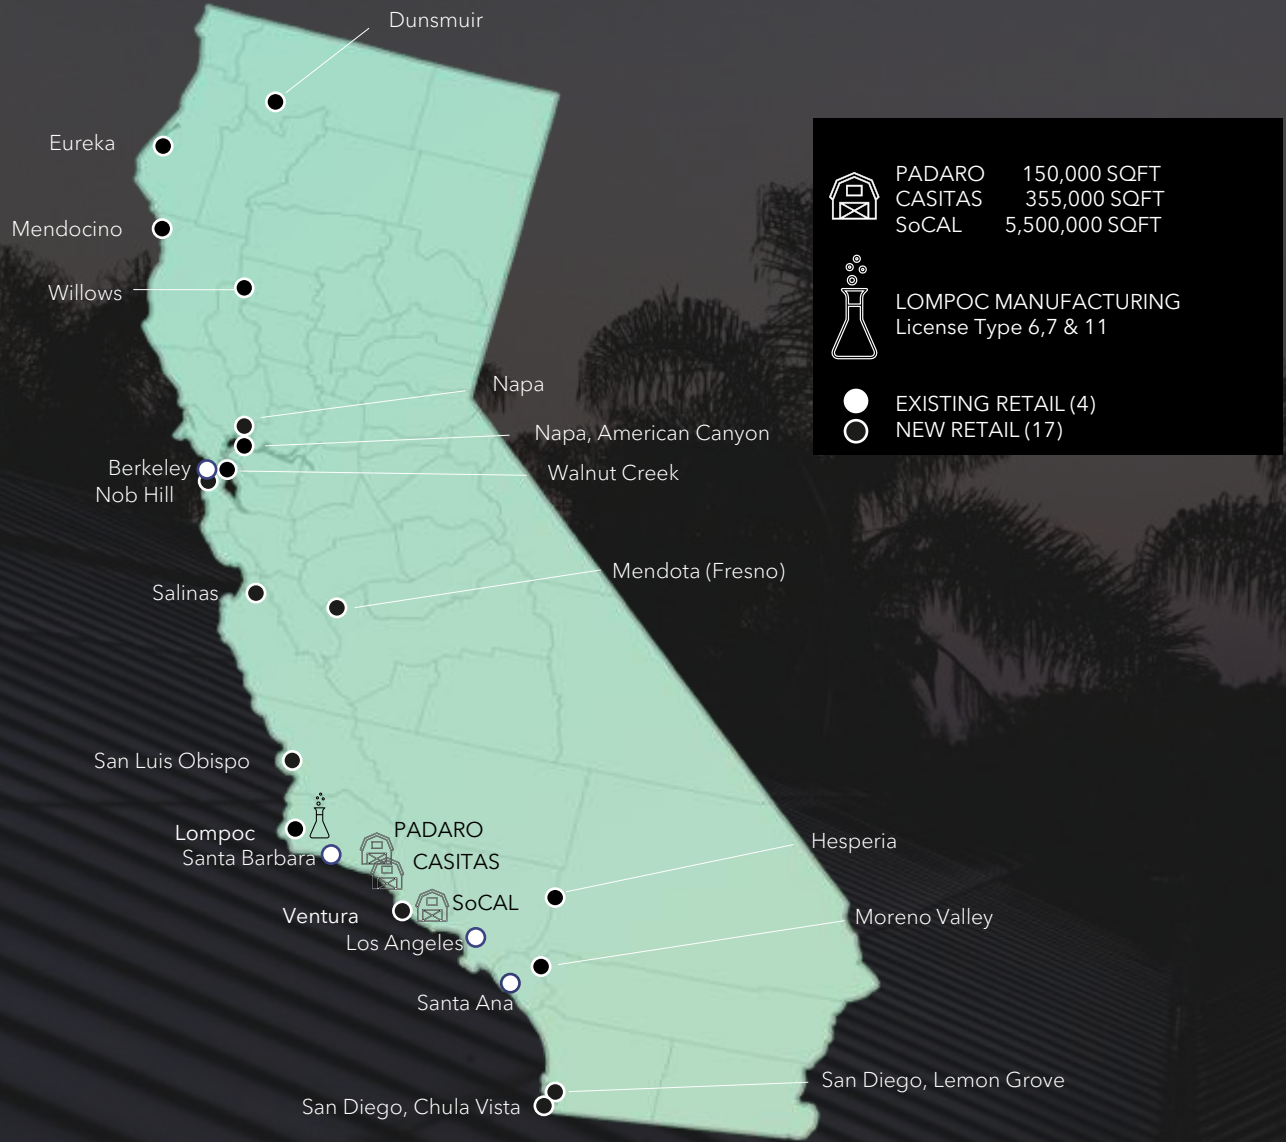 Dunsmuir
Eureka
Mendocino
Willows
Napa
Napa, American Canyon
Berkeley
Walnut Creek
Nob Hill
Mendota (Fresno)
Salinas
San Luis Obispo
Lompoc
PADARO
Santa Barbara
CASITAS
Hesperia
SoCAL
Ventura
Moreno Valley
Los Angeles
Santa Ana
San Diego, Lemon Grove
San Diego, Chula Vista
PADARO 150,000 SQFT
CASITAS 355,000 SQFT
SoCAL 5,500,000 SQFT
LOMPOC MANUFACTURING
License Type 6,7 & 11
EXISTING RETAIL (4)
NEW RETAIL (17)